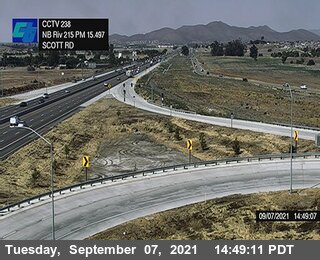 CCTV 238
NB Riv 215 PM 15.497
SCOTT RD
09/07/2021 14:49:07
Tuesday, September 07, 2021 14:49:11 PDT